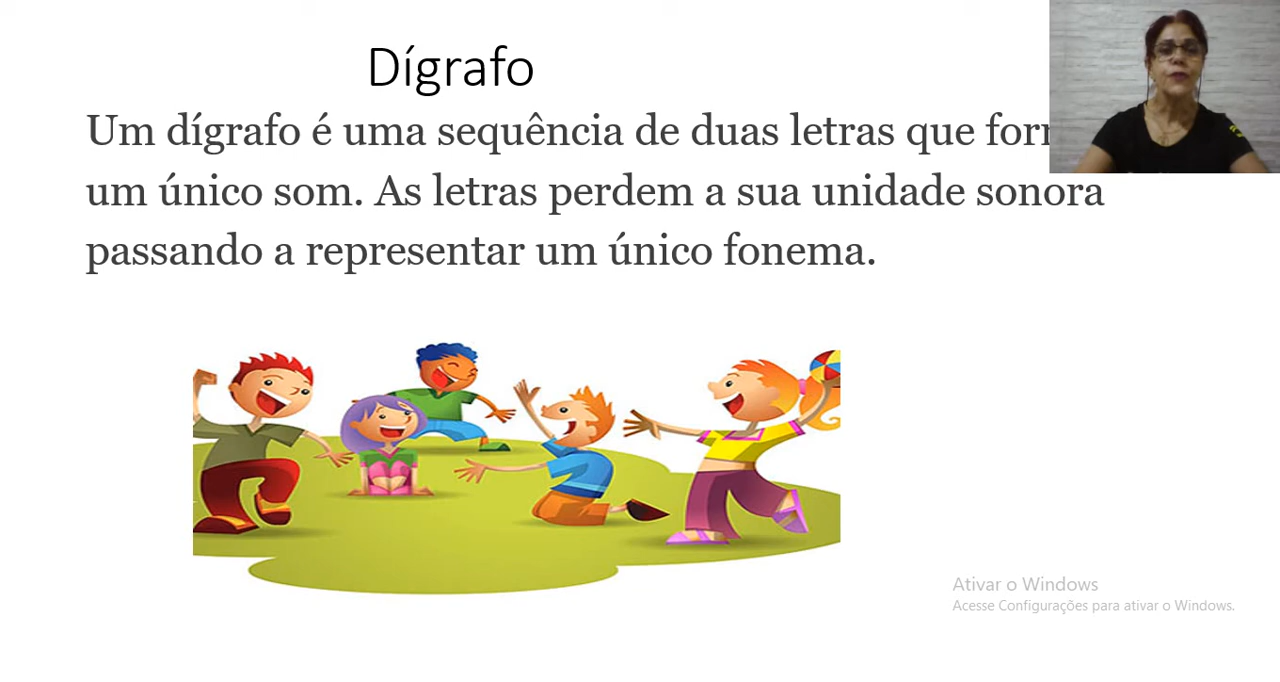 Dígrafo
Um dígrafo é uma sequência de duas letras que
um único som. As letras perdem a sua unidade sonora
passando a representar um único fonema.
Ativar o Windows
Acesse Configurações para ativar o Windows.